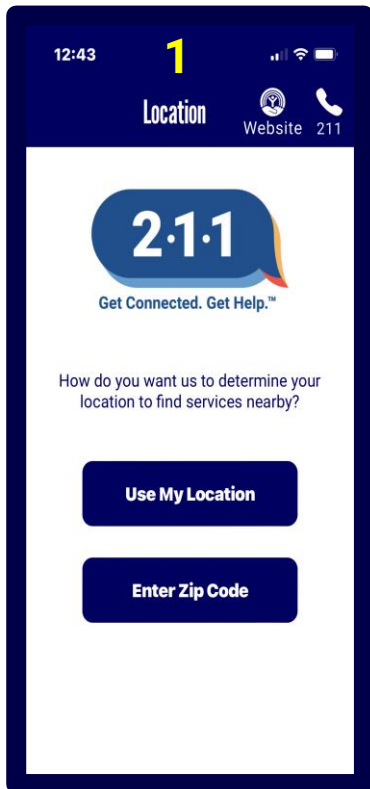 12:43
1
Location
Website
211
2·1·1
Get Connected. Get Help.™
How do you want us to determine your
location to find services nearby?
Use My Location
Enter Zip Code